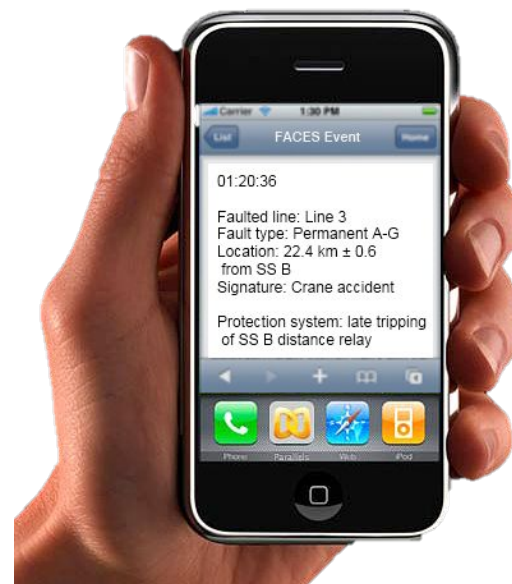 Carrier 1:30 PM
List FACES Event Home
01:20:36
Faulted line: Line 3
Fault type: Permanent A-G
Location: 22.4 km ± 0.6
from SS B
Signature: Crane accident
Protection system: late tripping
of SS B distance relay
Phone Parallels Web iPod